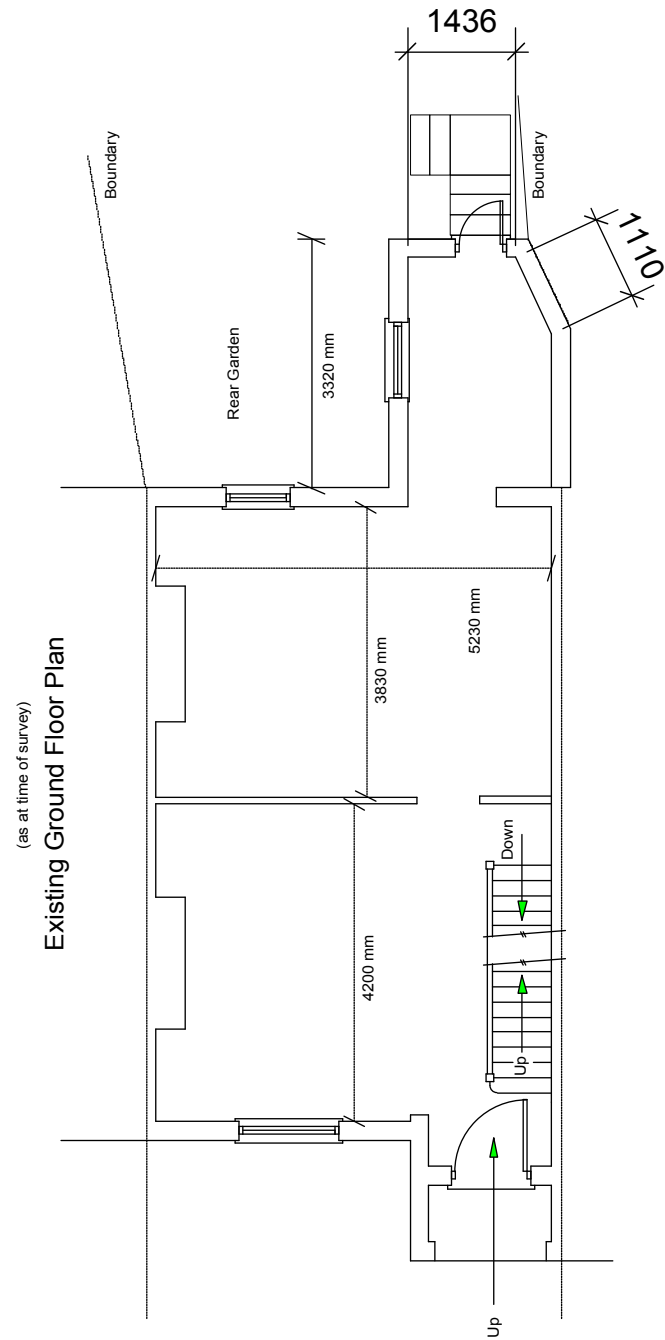 (as at time of survey)
Existing Ground Floor Plan
1436
Boundary
Boundary
1110
Rear Garden
3320 mm
5230 mm
3830 mm
Down
4200 mm
Up
Up